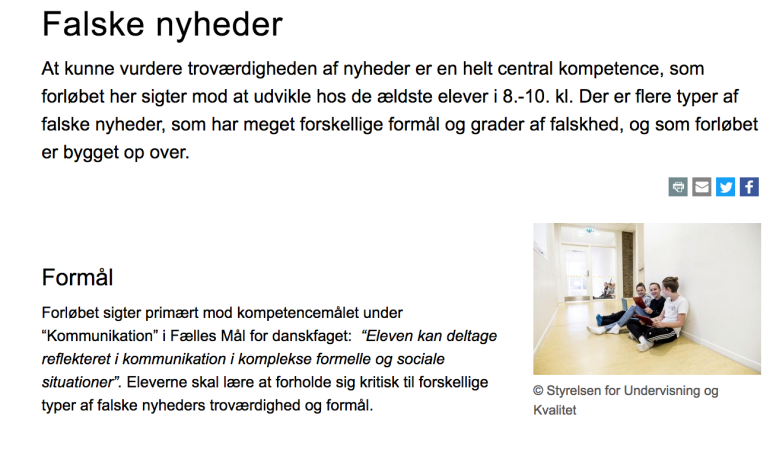 Falske nyheder
At kunne vurdere troværdigheden af nyheder er en helt central kompetence, som
forløbet her sigter mod at udvikle hos de ældste elever i 8.-10. kl. Der er flere typer af
falske nyheder, som har meget forskellige formål og grader af falskhed, og som forløbet
er bygget op over.
Formål
Forløbet sigter primært mod kompetencemålet under
“Kommunikation” i Fælles Mål for danskfaget: “Eleven kan deltage
reflekteret i kommunikation i komplekse formelle og sociale
situationer”. Eleverne skal lære at forholde sig kritisk til forskellige
typer af falske nyheders troværdighed og formål.
© Styrelsen for Undervisning og
Kvalitet